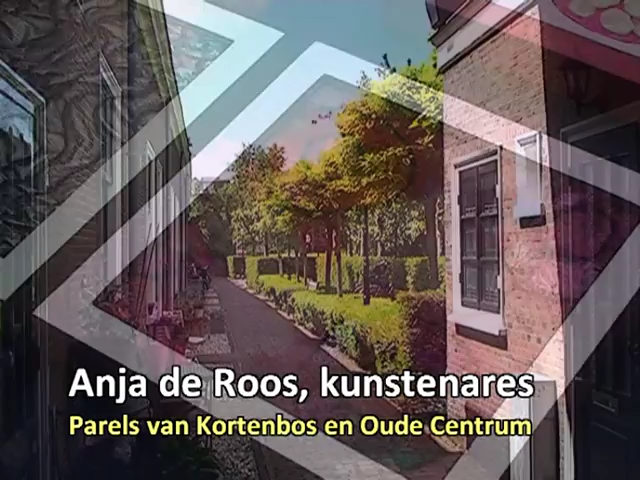 Anja de Roos, kunstenares
Parels van Kortenbos en Oude Centrum